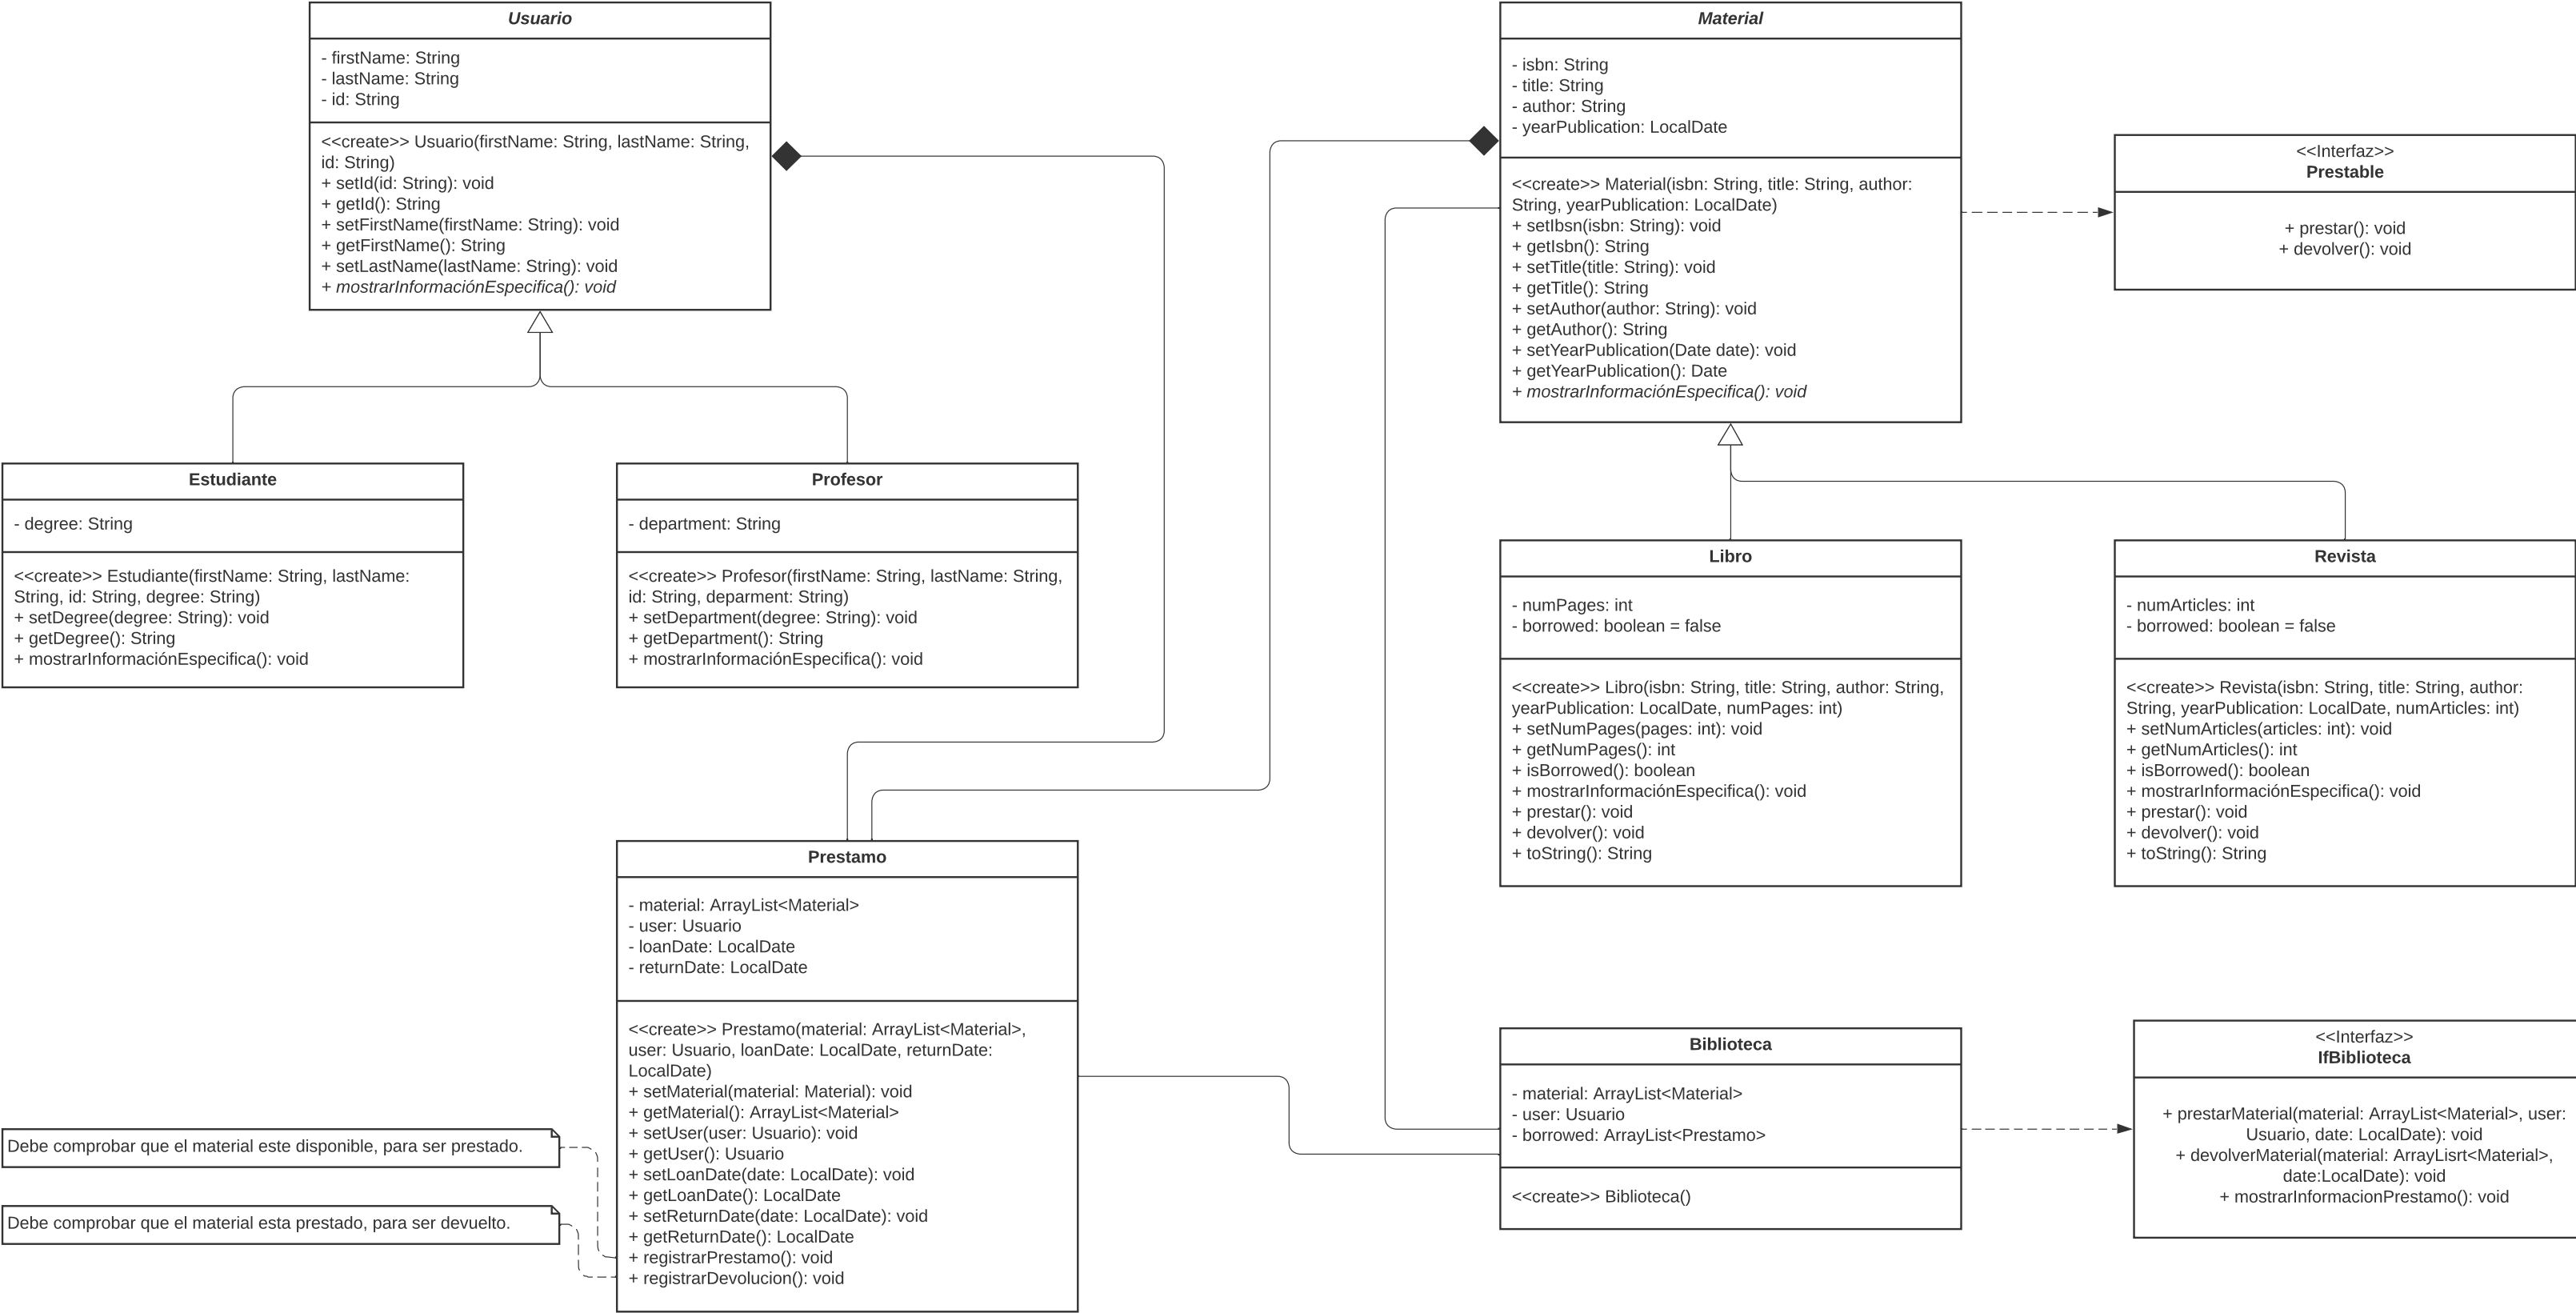 Usuario
- firstName: String
- lastName: String
- id: String
<<create>> Usuario(firstName: String, lastName: String,
id: String)
+ setId(id: String): void
+ getId(): String
+ setFirstName(firstName: String): void
+ getFirstName(): String
+ setLastName(lastName: String): void
+ mostrarInformaciónEspecifica(): void
Material
- isbn: String
- title: String
- author: String
- yearPublication: LocalDate
<<create>> Material(isbn: String, title: String, author:
String, yearPublication: LocalDate)
+ setIbsn(isbn: String): void
+ getIsbn(): String
+ setTitle(title: String): void
+ getTitle(): String
+ setAuthor(author: String): void
+ getAuthor(): String
+ setYearPublication(Date date): void
+ getYearPublication(): Date
+ mostrarInformaciónEspecifica(): void
<<Interfaz>>
Prestable
+ prestar(): void
+ devolver(): void
Estudiante
- degree: String
<<create>> Estudiante(firstName: String, lastName:
String, id: String, degree: String)
+ setDegree(degree: String): void
+ getDegree(): String
+ mostrarInformaciónEspecifica(): void
Profesor
- department: String
<<create>> Profesor(firstName: String, lastName: String,
id: String, deparment: String)
+ setDepartment(degree: String): void
+ getDepartment(): String
+ mostrarInformaciónEspecifica(): void
Libro
- numPages: int
- borrowed: boolean = false
<<create>> Libro(isbn: String, title: String, author: String,
yearPublication: LocalDate, numPages: int)
+ setNumPages(pages: int): void
+ getNumPages(): int
+ isBorrowed(): boolean
+ mostrarInformaciónEspecifica(): void
+ prestar(): void
+ devolver(): void
+ toString(): String
Revista
- numArticles: int
- borrowed: boolean = false
<<create>> Revista(isbn: String, title: String, author:
String, yearPublication: LocalDate, numArticles: int)
+ setNumArticles(articles: int): void
+ getNumArticles(): int
+ isBorrowed(): boolean
+ mostrarInformaciónEspecifica(): void
+ prestar(): void
+ devolver(): void
+ toString(): String
Prestamo
- material: ArrayList<Material>
- user: Usuario
- loanDate: LocalDate
- returnDate: LocalDate
<<create>> Prestamo(material: ArrayList<Material>,
user: Usuario, loanDate: LocalDate, returnDate:
LocalDate)
+ setMaterial(material: Material): void
+ getMaterial(): ArrayList<Material>
+ setUser(user: Usuario): void
+ getUser(): Usuario
+ setLoanDate(date: LocalDate): void
+ getLoanDate(): LocalDate
+ setReturnDate(date: LocalDate): void
+ getReturnDate(): LocalDate
+ registrarPrestamo(): void
+ registrarDevolucion(): void
Debe comprobar que el material este disponible, para ser prestado.
Debe comprobar que el material esta prestado, para ser devuelto.
Biblioteca
- material: ArrayList<Material>
- user: Usuario
- borrowed: ArrayList<Prestamo>
<<create>> Biblioteca()
<<Interfaz>>
IfBiblioteca
+ prestarMaterial(material: ArrayList<Material>, user:
Usuario, date: LocalDate): void
+ devolverMaterial(material: ArrayLisrt<Material>,
date:LocalDate): void
+ mostrarInformacionPrestamo(): void